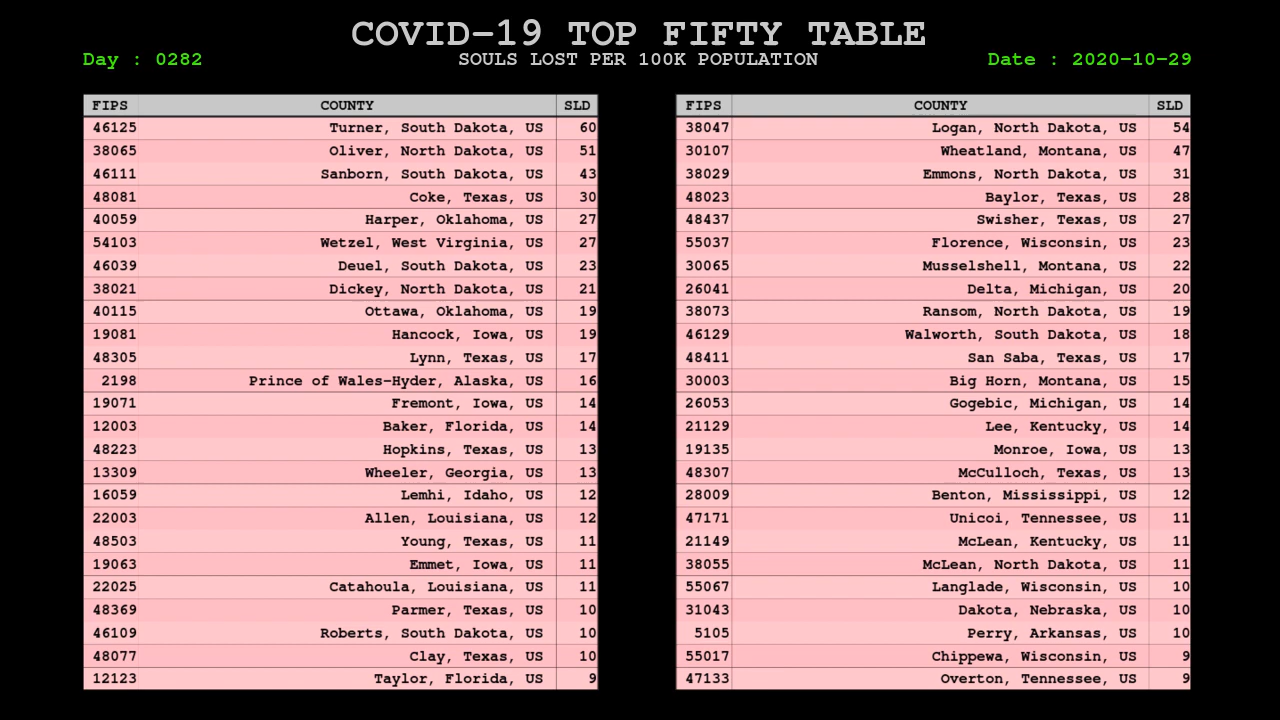 COVID-19 TOP FIFTY TABLE
Day : 0282 SOULS LOST PER 100K POPULATION Date : 2020-10-29
FIPS COUNTY SLD
46125 Turner, South Dakota, US 60
38065 Oliver, North Dakota, US 51
46111 Sanborn, South Dakota, US 43
48081 Coke, Texas, US 30
40059 Harper, Oklahoma, US 27
54103 Wetzel, West Virginia, US 27
46039 Deuel, South Dakota, US 23
38021 Dickey, North Dakota, US 21
40115 Ottawa, Oklahoma, US 19
19081 Hancock, Iowa, US 19
48305 Lynn, Texas, US 17
2198 Prince of Wales-Hyder, Alaska, US 16
19071 Fremont, Iowa, US 14
12003 Baker, Florida, US 14
48223 Hopkins, Texas, US 13
13309 Wheeler, Georgia, US 13
16059 Lemhi, Idaho, US 12
22003 Allen, Louisiana, US 12
48503 Young, Texas, US 11
19063 Emmet, Iowa, US 11
22025 Catahoula, Louisiana, US 11
48369 Parmer, Texas, US 10
46109 Roberts, South Dakota, US 10
48077 Clay, Texas, US 10
12123 Taylor, Florida, US 9
FIPS COUNTY SLD
38047 Logan, North Dakota, US 54
30107 Wheatland, Montana, US 47
38029 Emmons, North Dakota, US 31
48023 Baylor, Texas, US 28
48437 Swisher, Texas, US 27
55037 Florence, Wisconsin, US 23
30065 Musselshell, Montana, US 22
26041 Delta, Michigan, US 20
38073 Ransom, North Dakota, US 19
46129 Walworth, South Dakota, US 18
48411 San Saba, Texas, US 17
30003 Big Horn, Montana, US 15
26053 Gogebic, Michigan, US 14
21129 Lee, Kentucky, US 14
19135 Monroe, Iowa, US 13
48307 McCulloch, Texas, US 13
28009 Benton, Mississippi, US 12
47171 Unicoi, Tennessee, US 11
21149 McLean, Kentucky, US 11
38055 McLean, North Dakota, US 11
55067 Langlade, Wisconsin, US 10
31043 Dakota, Nebraska, US 10
5105 Perry, Arkansas, US 10
55017 Chippewa, Wisconsin, US 9
47133 Overton, Tennessee, US 9